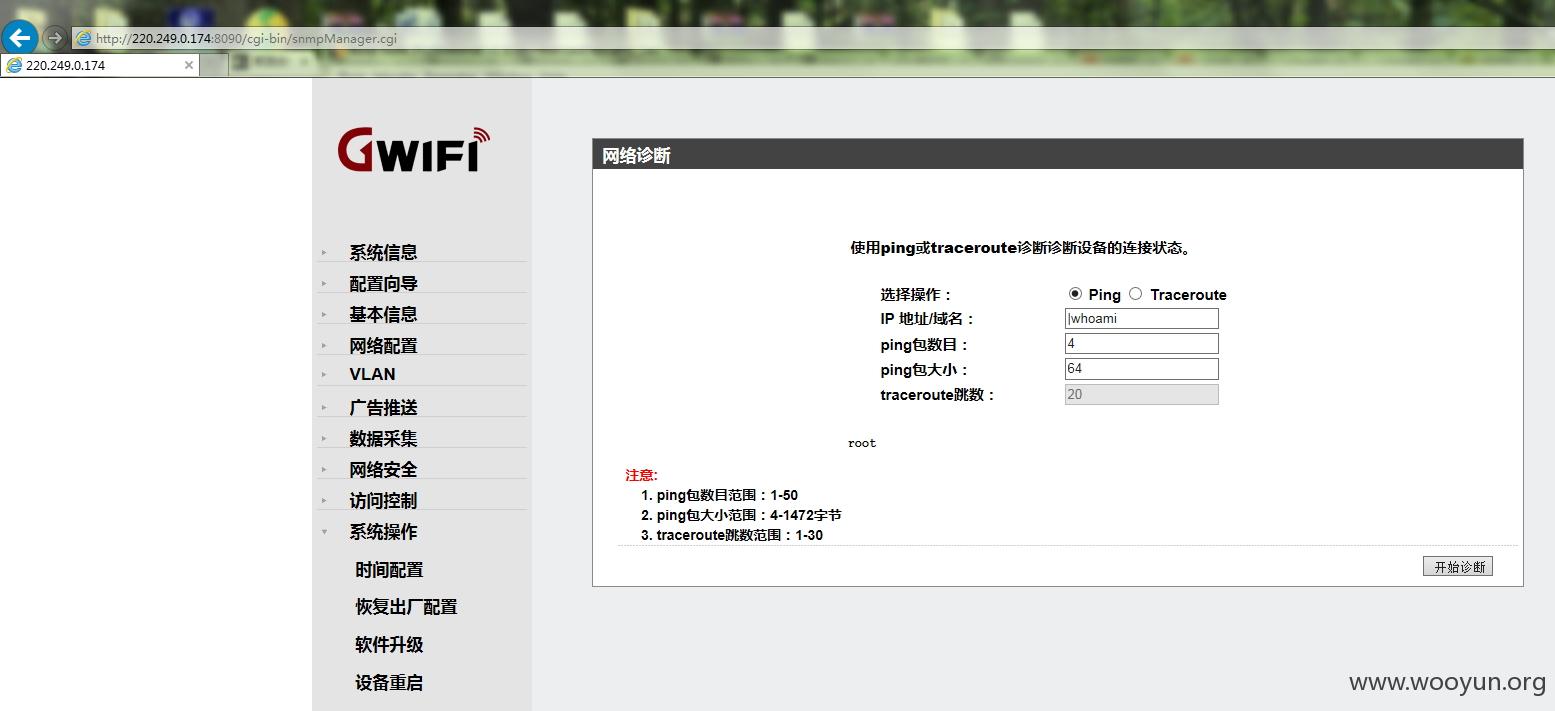 http://220.249.0.174:8090/cgi-bin/snmpManager.cgi
220.249.0.174
GWIFI
系统信息
配置向导
基本信息
网络配置
VLAN
广告推送
数据采集
网络安全
访问控制
系统操作
时间配置
恢复出厂配置
软件升级
设备重启
网络诊断
使用ping或traceroute诊断诊断设备的连接状态。
选择操作： Ping Traceroute
IP 地址/域名： |whoami
ping包数目： 4
ping包大小： 64
traceroute跳数： 20
root
注意:
1. ping包数目范围：1-50
2. ping包大小范围：4-1472字节
3. traceroute跳数范围：1-30
开始诊断
www.wooyun.org